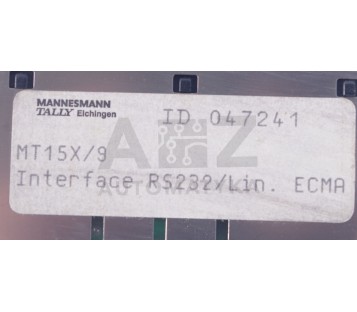 MANNESMANN
TALLY Elchingen
ID 047241
MT15X/9
Interface RS232/Lin. ECMA